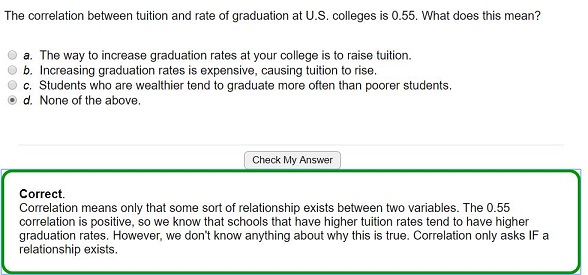 The correlation between tuition and rate of graduation at U.S. colleges is 0.55. What does this mean?
a. The way to increase graduation rates at your college is to raise tuition.
b. Increasing graduation rates is expensive, causing tuition to rise.
c. Students who are wealthier tend to graduate more often than poorer students.
d. None of the above.
Check My Answer
Correct.
Correlation means only that some sort of relationship exists between two variables. The 0.55
correlation is positive, so we know that schools that have higher tuition rates tend to have higher
graduation rates. However, we don't know anything about why this is true. Correlation only asks IF a
relationship exists.